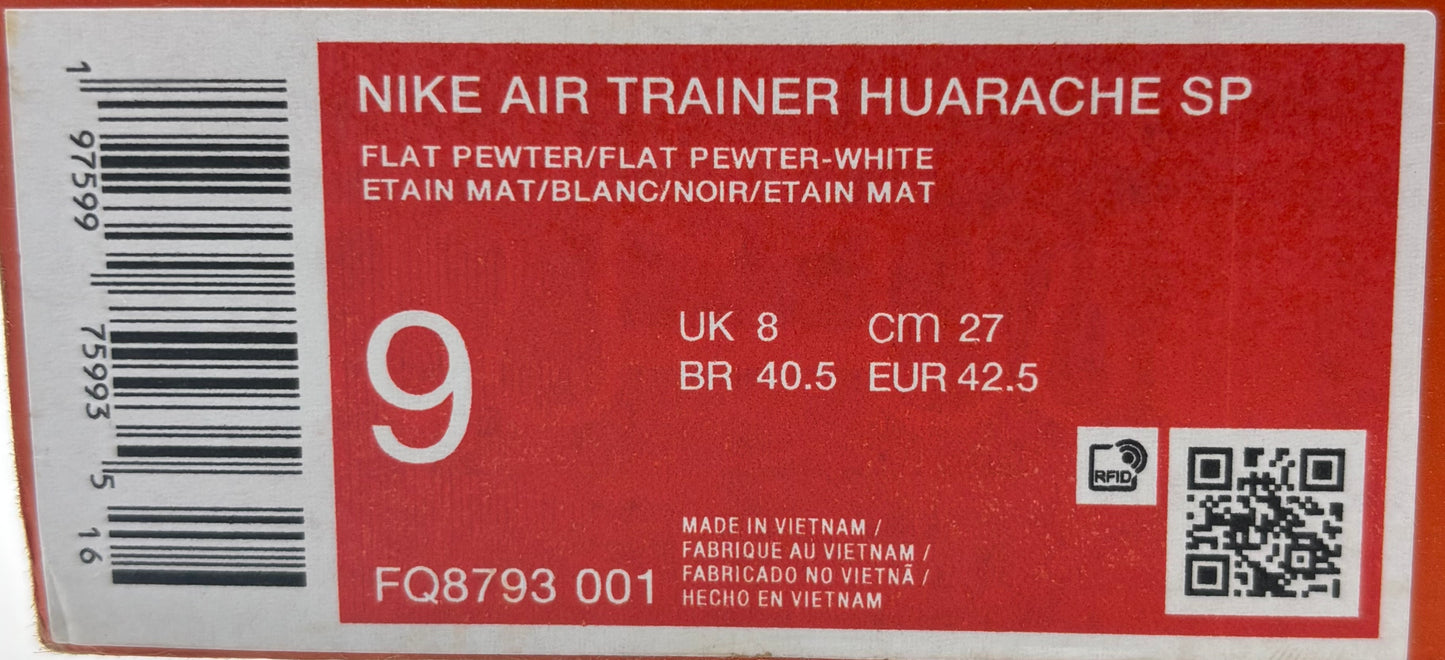 NIKE AIR TRAINER HUARACHE SP
FLAT PEWTER/FLAT PEWTER-WHITE
ETAIN MAT/BLANC/NOIR/ETAIN MAT
9
UK 8 CM 27
BR 40.5 EUR 42.5
RFID
MADE IN VIETNAM /
FABRIQUE AU VIETNAM /
FABRICADO NO VIETNÃ /
HECHO EN VIETNAM
FQ8793 001
1 97599 75993 5 16